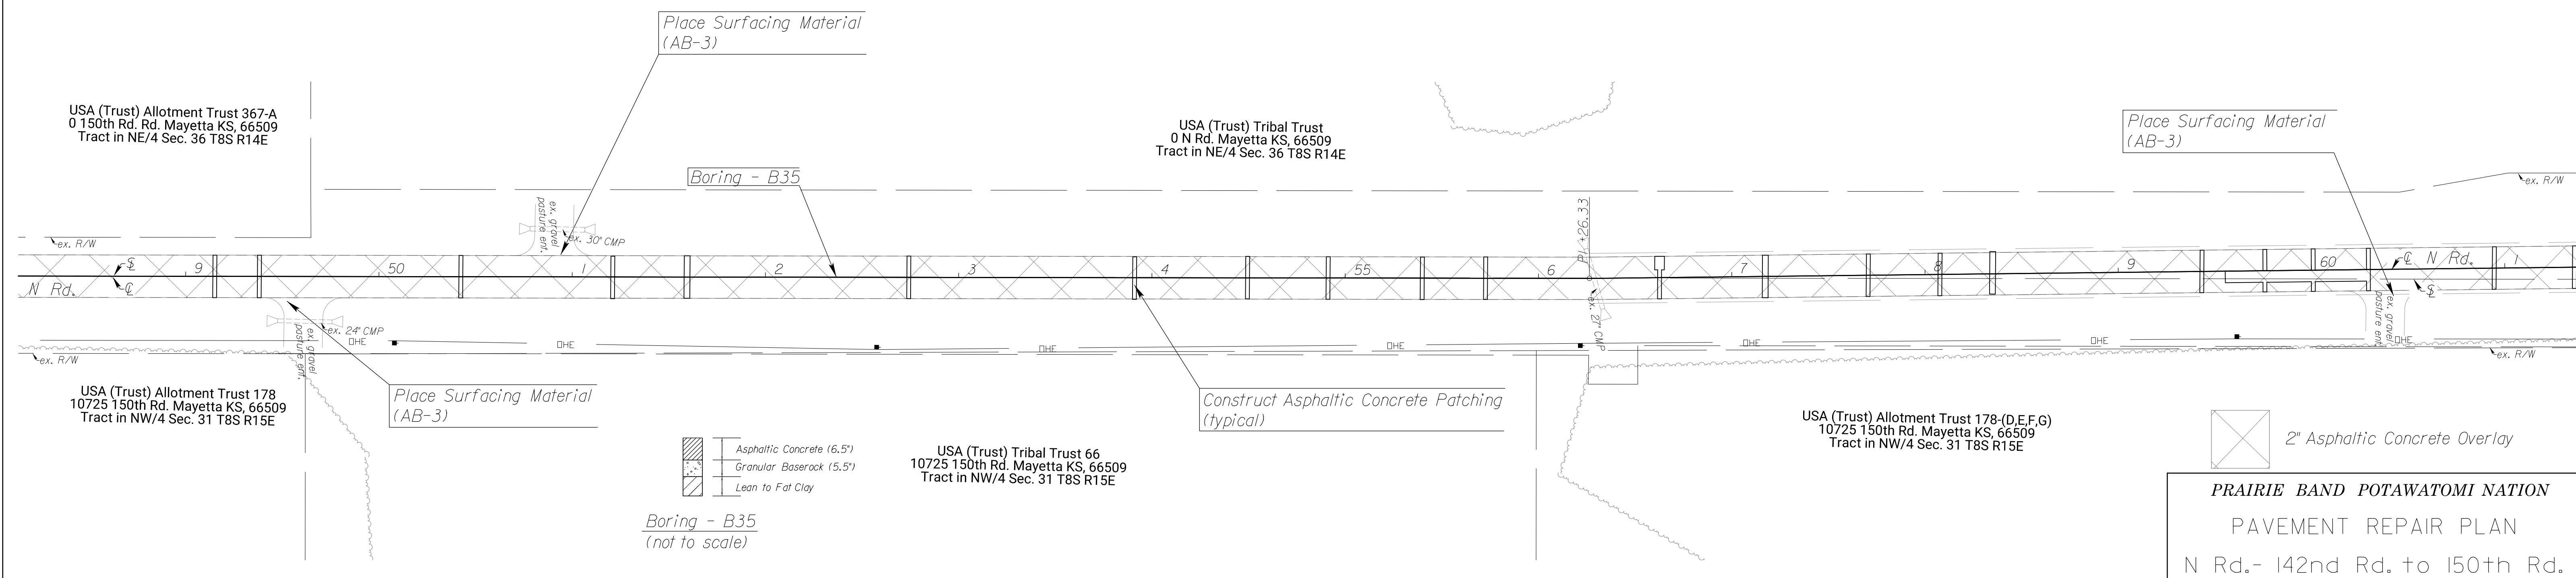 Place Surfacing Material
(AB-3)
USA (Trust) Allotment Trust 367-A
0 150th Rd. Rd. Mayetta KS, 66509
Tract in NE/4 Sec. 36 T8S R14E
USA (Trust) Tribal Trust
0 N Rd. Mayetta KS, 66509
Tract in NE/4 Sec. 36 T8S R14E
Place Surfacing Material
(AB-3)
Boring - B35
ex. R/W
ex. gravel
pasture ent.
ex. 30" CMP
PI +26.33
ex. R/W
9
50
1
2
3
4
55
6
7
8
9
60
1
℄
℄
N Rd.
℄ N Rd.
℄
ex. 24" CMP
ex. gravel
pasture ent.
ex. 27" CMP
ex. gravel
pasture ent.
OHE
OHE
OHE
OHE
OHE
OHE
OHE
ex. R/W
ex. R/W
USA (Trust) Allotment Trust 178
10725 150th Rd. Mayetta KS, 66509
Tract in NW/4 Sec. 31 T8S R15E
Place Surfacing Material
(AB-3)
Construct Asphaltic Concrete Patching
(typical)
USA (Trust) Allotment Trust 178-(D,E,F,G)
10725 150th Rd. Mayetta KS, 66509
Tract in NW/4 Sec. 31 T8S R15E
2" Asphaltic Concrete Overlay
Asphaltic Concrete (6.5")
Granular Baserock (5.5")
Lean to Fat Clay
USA (Trust) Tribal Trust 66
10725 150th Rd. Mayetta KS, 66509
Tract in NW/4 Sec. 31 T8S R15E
Boring - B35
(not to scale)
PRAIRIE BAND POTAWATOMI NATION
PAVEMENT REPAIR PLAN
N Rd.- 142nd Rd. to 150th Rd.